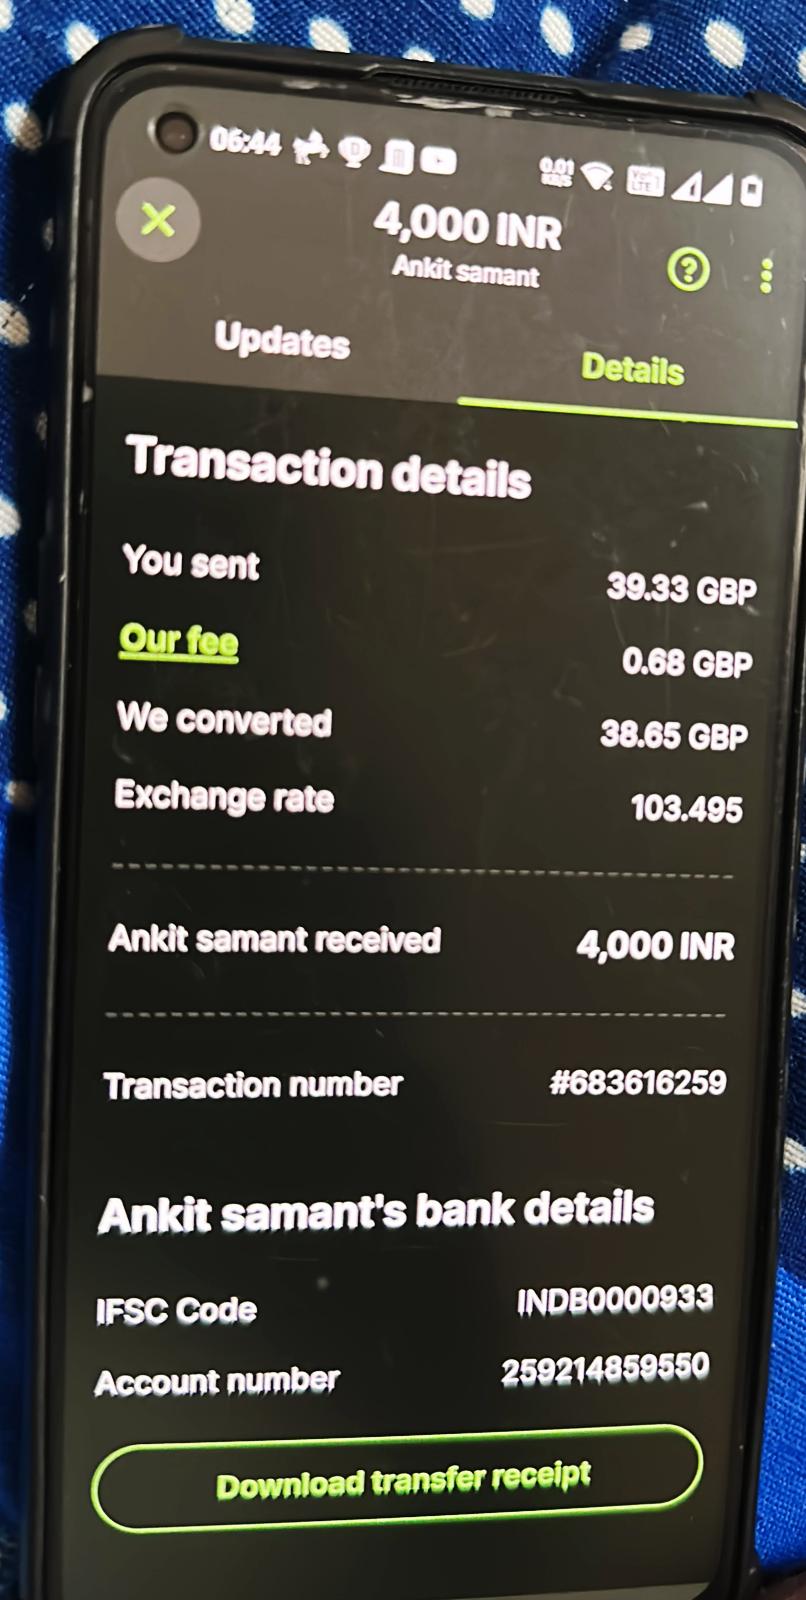 06:44
0.01 KB/S
Vo LTE
4,000 INR
Ankit samant
Updates
Details
Transaction details
You sent
39.33 GBP
Our fee
0.68 GBP
We converted
38.65 GBP
Exchange rate
103.495
Ankit samant received
4,000 INR
Transaction number
#683616259
Ankit samant's bank details
IFSC Code
INDB0000933
Account number
259214859550
Download transfer receipt